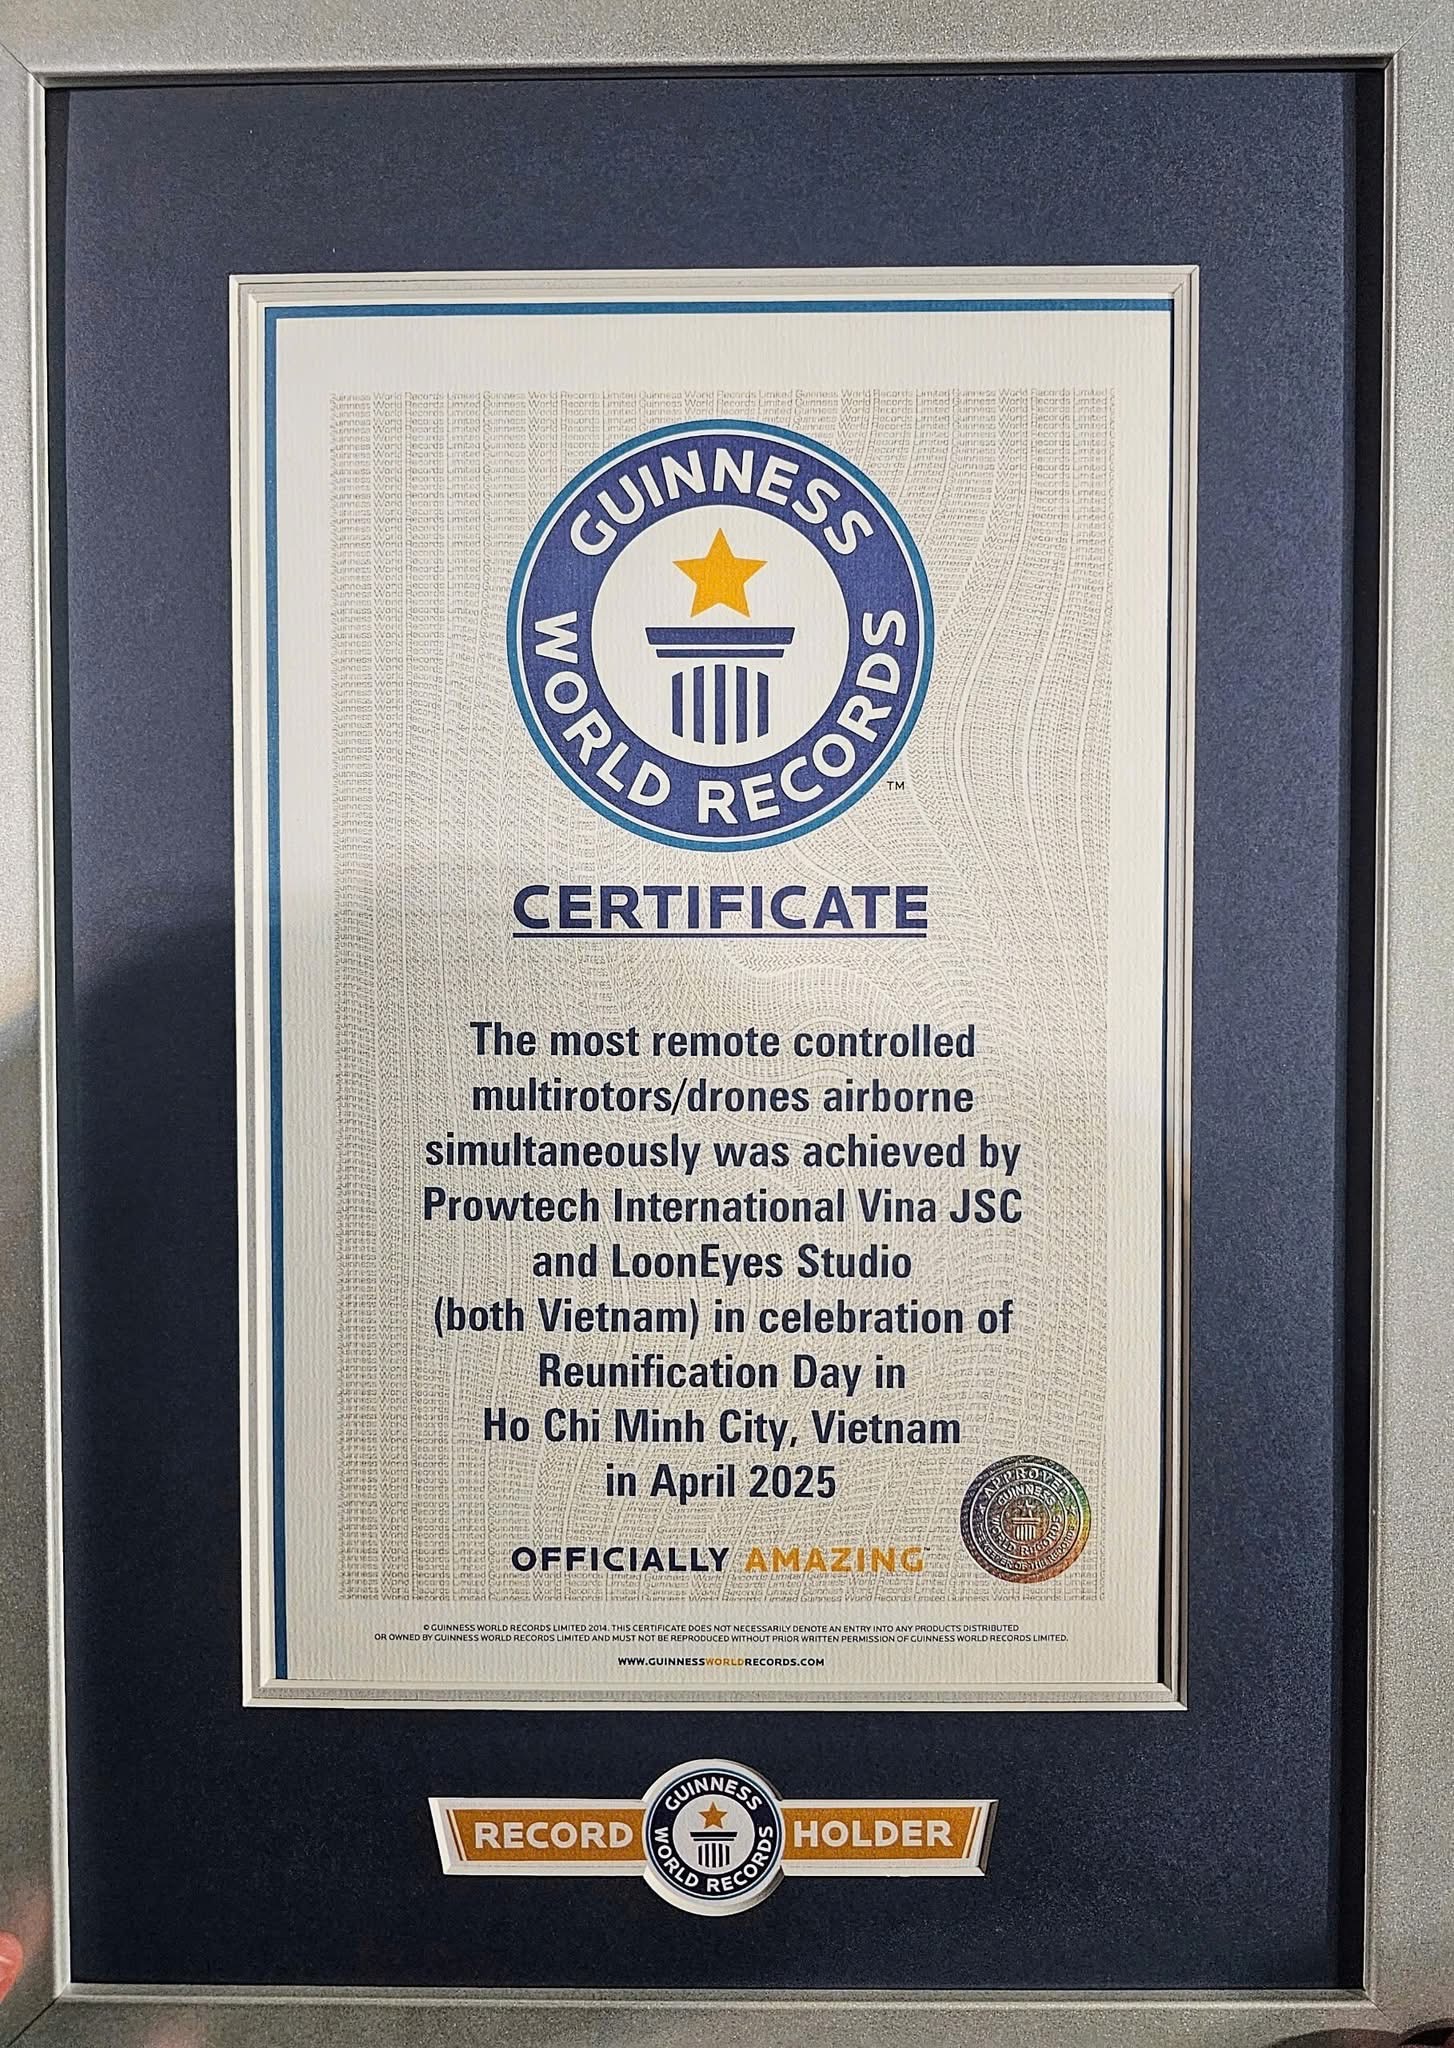 GUINNESS
WORLD RECORDS
TM
CERTIFICATE
The most remote controlled
multirotors/drones airborne
simultaneously was achieved by
Prowtech International Vina JSC
and LoonEyes Studio
(both Vietnam) in celebration of
Reunification Day in
Ho Chi Minh City, Vietnam
in April 2025
APPROVED
GUINNESS
WORLD RECORDS
OFFICIALLY AMAZING™
© GUINNESS WORLD RECORDS LIMITED 2014. THIS CERTIFICATE DOES NOT NECESSARILY DENOTE AN ENTRY INTO ANY PRODUCTS DISTRIBUTED
OR OWNED BY GUINNESS WORLD RECORDS LIMITED AND MUST NOT BE REPRODUCED WITHOUT PRIOR WRITTEN PERMISSION OF GUINNESS WORLD RECORDS LIMITED.
WWW.GUINNESSWORLDRECORDS.COM
RECORD GUINNESS WORLD RECORDS HOLDER